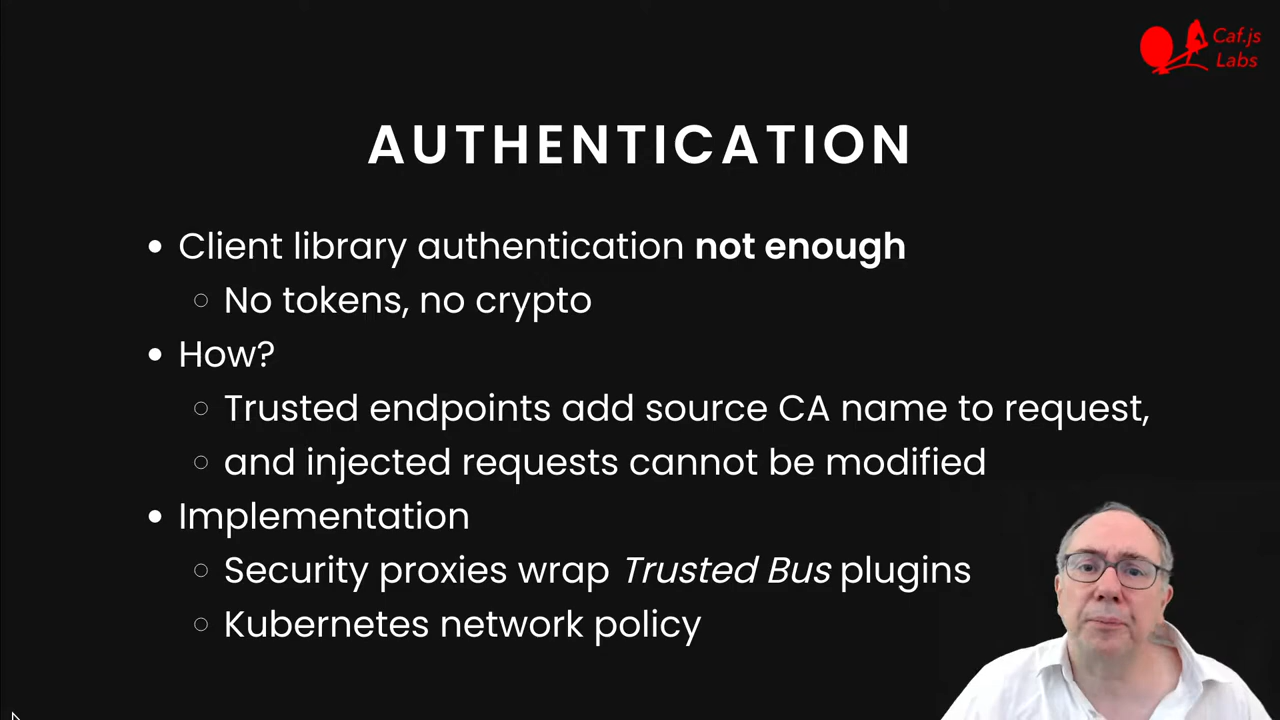 Caf.js
Labs
AUTHENTICATION
Client library authentication not enough
No tokens, no crypto
How?
Trusted endpoints add source CA name to request,
and injected requests cannot be modified
Implementation
Security proxies wrap Trusted Bus plugins
Kubernetes network policy